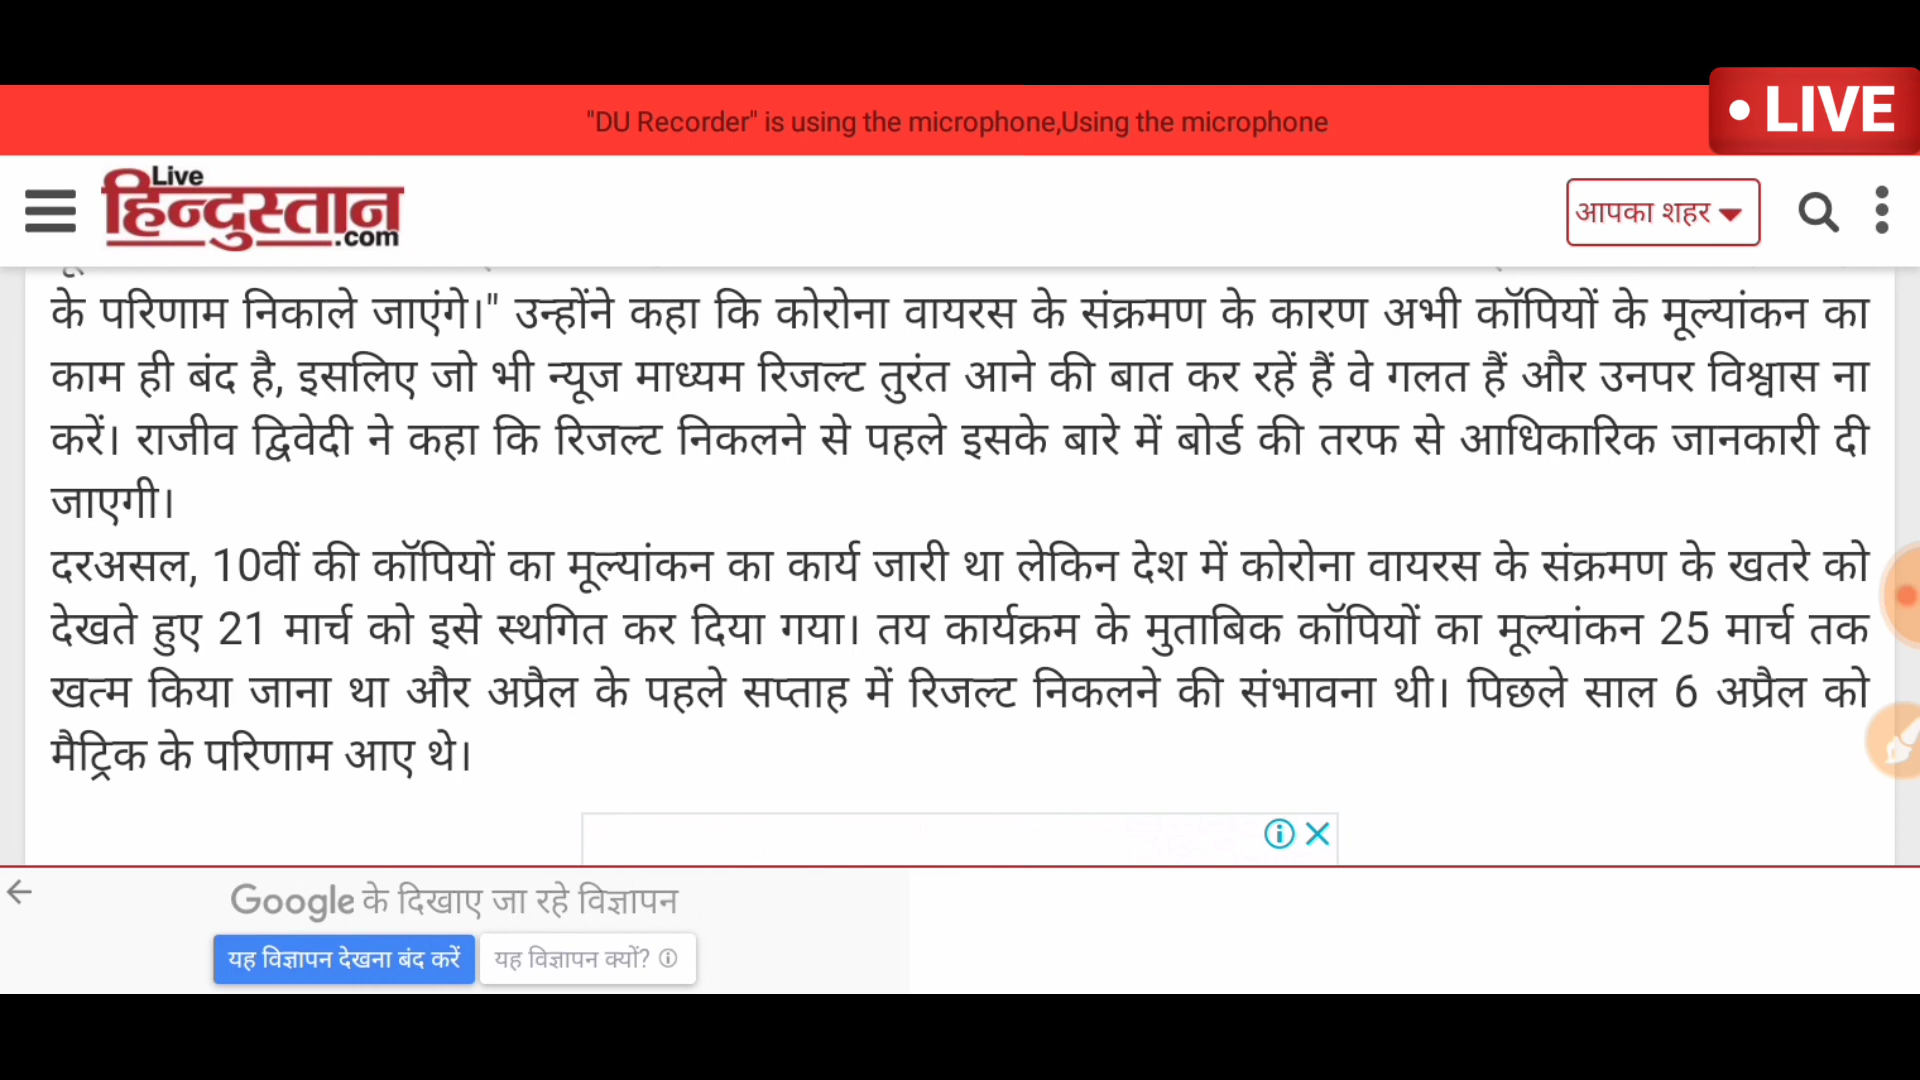 "DU Recorder" is using the microphone,Using the microphone
• LIVE
Live
हिन्दुस्तान
.com
आपका शहर
के परिणाम निकाले जाएंगे।" उन्होंने कहा कि कोरोना वायरस के संक्रमण के कारण अभी कॉपियों के मूल्यांकन का
काम ही बंद है, इसलिए जो भी न्यूज माध्यम रिजल्ट तुरंत आने की बात कर रहें हैं वे गलत हैं और उनपर विश्वास ना
करें। राजीव द्विवेदी ने कहा कि रिजल्ट निकलने से पहले इसके बारे में बोर्ड की तरफ से आधिकारिक जानकारी दी
जाएगी।
दरअसल, 10वीं की कॉपियों का मूल्यांकन का कार्य जारी था लेकिन देश में कोरोना वायरस के संक्रमण के खतरे को
देखते हुए 21 मार्च को इसे स्थगित कर दिया गया। तय कार्यक्रम के मुताबिक कॉपियों का मूल्यांकन 25 मार्च तक
खत्म किया जाना था और अप्रैल के पहले सप्ताह में रिजल्ट निकलने की संभावना थी। पिछले साल 6 अप्रैल को
मैट्रिक के परिणाम आए थे।
Google के दिखाए जा रहे विज्ञापन
यह विज्ञापन देखना बंद करें
यह विज्ञापन क्यों?